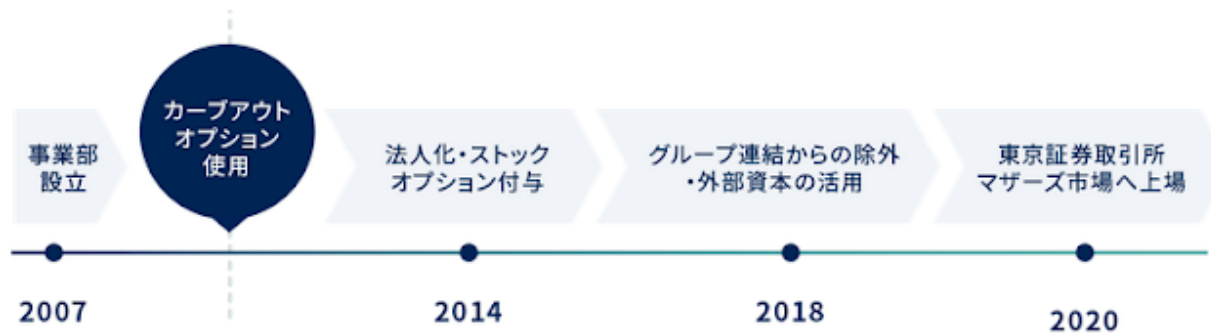 カーブアウト
オプション
使用
事業部
設立
法人化・ストック
オプション付与
グループ連結からの除外
・外部資本の活用
東京証券取引所
マザーズ市場へ上場
2007
2014
2018
2020